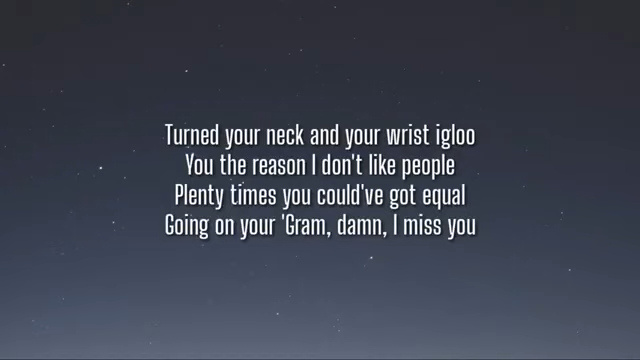 Turned your neck and your wrist igloo
You the reason I don't like people
Plenty times you could've got equal
Going on your 'Gram, damn, I miss you